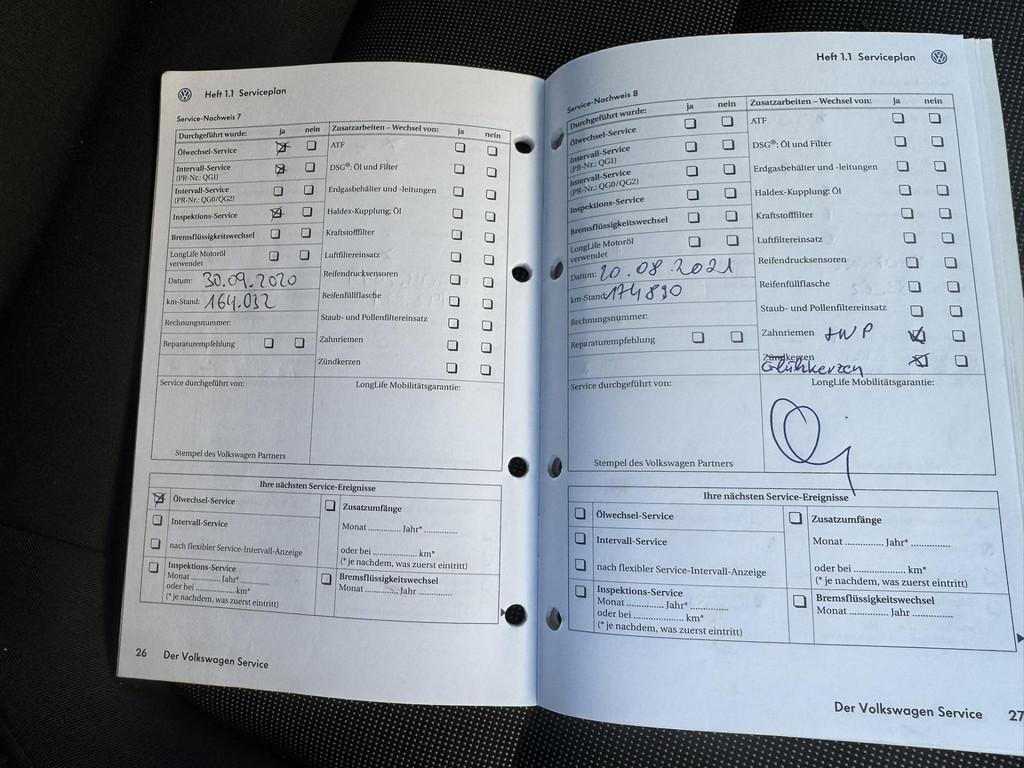 Heft 1.1 Serviceplan
Service-Nachweis 7
Durchgeführt wurde: ja nein Zusatzarbeiten – Wechsel von: ja nein
Ölwechsel-Service
Intervall-Service
(PR-Nr.: QG1)
Intervall-Service
(PR-Nr.: QG0/QG2)
Inspektions-Service
Bremsflüssigkeitswechsel
LongLife Motoröl
verwendet
Datum: 30.09.2020
km-Stand: 164.032
Rechnungsnummer:
Reparaturempfehlung
ATF
DSG®: Öl und Filter
Erdgasbehälter und -leitungen
Haldex-Kupplung: Öl
Kraftstofffilter
Luftfiltereinsatz
Reifendrucksensoren
Reifenfüllflasche
Staub- und Pollenfiltereinsatz
Zahnriemen
Zündkerzen
Service durchgeführt von: LongLife Mobilitätsgarantie:
Stempel des Volkswagen Partners
Ihre nächsten Service-Ereignisse
Ölwechsel-Service
Intervall-Service
nach flexibler Service-Intervall-Anzeige
Inspektions-Service
Monat ........... Jahr* ...........
oder bei ................... km*
(* je nachdem, was zuerst eintritt)
Zusatzumfänge
Monat .............. Jahr* .............
oder bei ...................... km*
(* je nachdem, was zuerst eintritt)
Bremsflüssigkeitswechsel
Monat .............. Jahr .............
26 Der Volkswagen Service
Heft 1.1 Serviceplan
Service-Nachweis 8
Durchgeführt wurde: ja nein Zusatzarbeiten – Wechsel von: ja nein
Ölwechsel-Service
Intervall-Service
(PR-Nr.: QG1)
Intervall-Service
(PR-Nr.: QG0/QG2)
Inspektions-Service
Bremsflüssigkeitswechsel
LongLife Motoröl
verwendet
Datum: 20.08.2021
km-Stand: 174890
Rechnungsnummer:
Reparaturempfehlung
ATF
DSG®: Öl und Filter
Erdgasbehälter und -leitungen
Haldex-Kupplung: Öl
Kraftstofffilter
Luftfiltereinsatz
Reifendrucksensoren
Reifenfüllflasche
Staub- und Pollenfiltereinsatz
Zahnriemen + WP
Zündkerzen
Glühkerzen
Service durchgeführt von: LongLife Mobilitätsgarantie:
Stempel des Volkswagen Partners
Ihre nächsten Service-Ereignisse
Ölwechsel-Service
Intervall-Service
nach flexibler Service-Intervall-Anzeige
Inspektions-Service
Monat ............. Jahr* .............
oder bei ..................... km*
(* je nachdem, was zuerst eintritt)
Zusatzumfänge
Monat .............. Jahr* ..............
oder bei ........................ km*
(* je nachdem, was zuerst eintritt)
Bremsflüssigkeitswechsel
Monat .............. Jahr ..............
Der Volkswagen Service 27